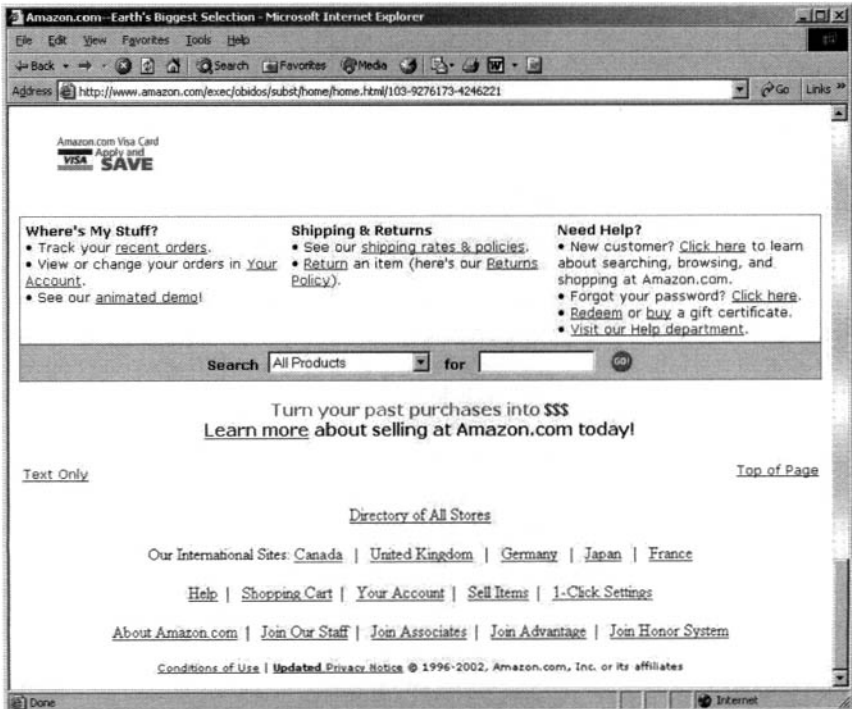 Amazon.com--Earth's Biggest Selection - Microsoft Internet Explorer
File Edit View Favorites Tools Help
Back Search Favorites Media W
Address http://www.amazon.com/exec/obidos/subst/home/home.html/103-9276173-4246221 Go Links »
Amazon.com Visa Card
Apply and
VISA SAVE
Where's My Stuff?
• Track your recent orders.
• View or change your orders in Your
Account.
• See our animated demo!
Shipping & Returns
• See our shipping rates & policies.
• Return an item (here's our Returns
Policy).
Need Help?
• New customer? Click here to learn
about searching, browsing, and
shopping at Amazon.com.
• Forgot your password? Click here.
• Redeem or buy a gift certificate.
• Visit our Help department.
Search All Products for GO!
Turn your past purchases into $$$
Learn more about selling at Amazon.com today!
Text Only
Top of Page
Directory of All Stores
Our International Sites: Canada | United Kingdom | Germany | Japan | France
Help | Shopping Cart | Your Account | Sell Items | 1-Click Settings
About Amazon.com | Join Our Staff | Join Associates | Join Advantage | Join Honor System
Conditions of Use | Updated Privacy Notice © 1996-2002, Amazon.com, Inc. or its affiliates
Done Internet